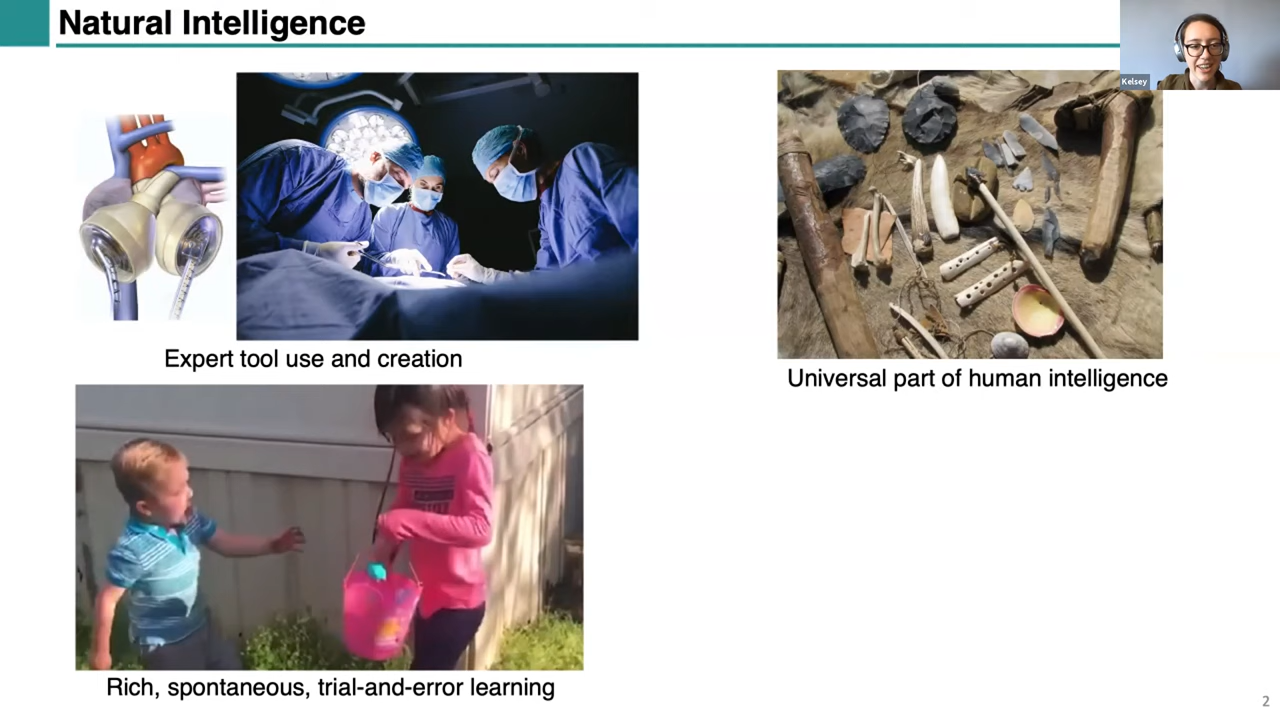 Natural Intelligence
Kelsey
Expert tool use and creation
Universal part of human intelligence
Rich, spontaneous, trial-and-error learning
2